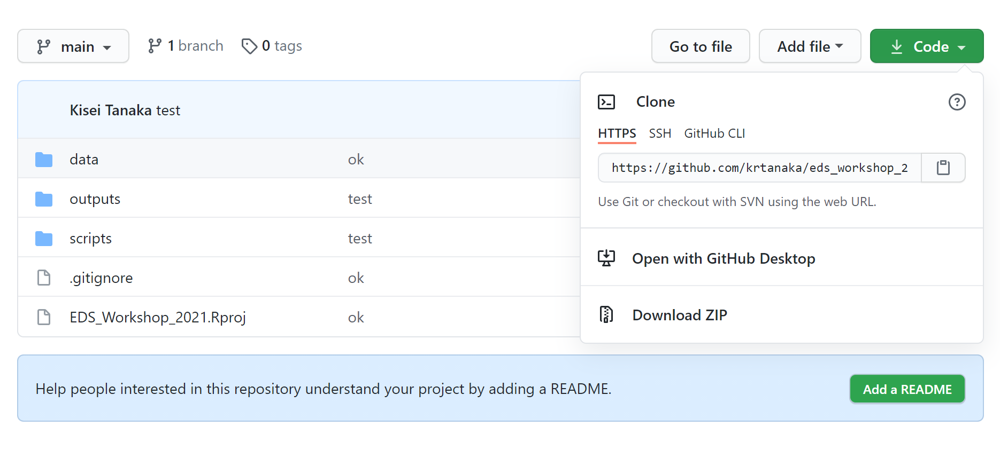 main 1 branch 0 tags Go to file Add file Code
Kisei Tanaka test
data ok
outputs test
scripts test
.gitignore ok
EDS_Workshop_2021.Rproj ok
Clone
HTTPS SSH GitHub CLI
https://github.com/krtanaka/eds_workshop_2
Use Git or checkout with SVN using the web URL.
Open with GitHub Desktop
Download ZIP
Help people interested in this repository understand your project by adding a README. Add a README